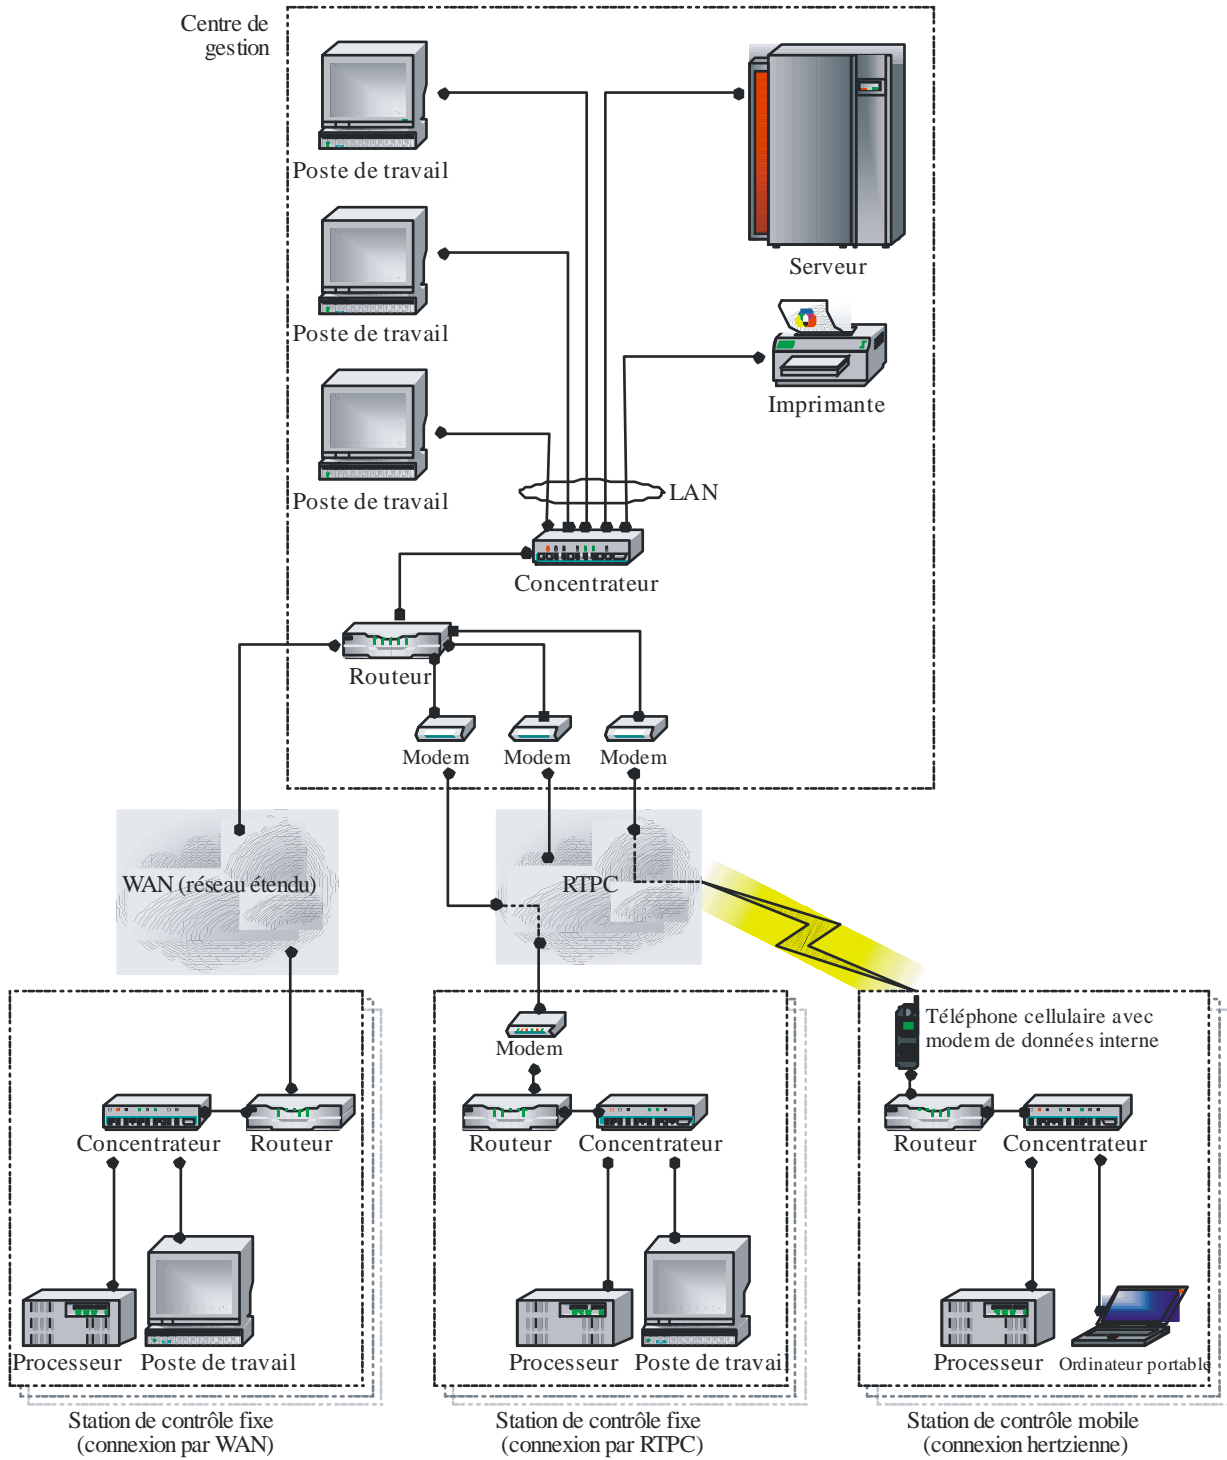 Centre de
gestion
Poste de travail
Serveur
Poste de travail
Imprimante
Poste de travail
LAN
Concentrateur
Routeur
Modem
Modem
Modem
WAN (réseau étendu)
RTPC
Téléphone cellulaire avec
modem de données interne
Modem
Concentrateur
Routeur
Routeur
Concentrateur
Routeur
Concentrateur
Processeur
Poste de travail
Processeur
Poste de travail
Processeur
Ordinateur portable
Station de contrôle fixe
(connexion par WAN)
Station de contrôle fixe
(connexion par RTPC)
Station de contrôle mobile
(connexion hertzienne)